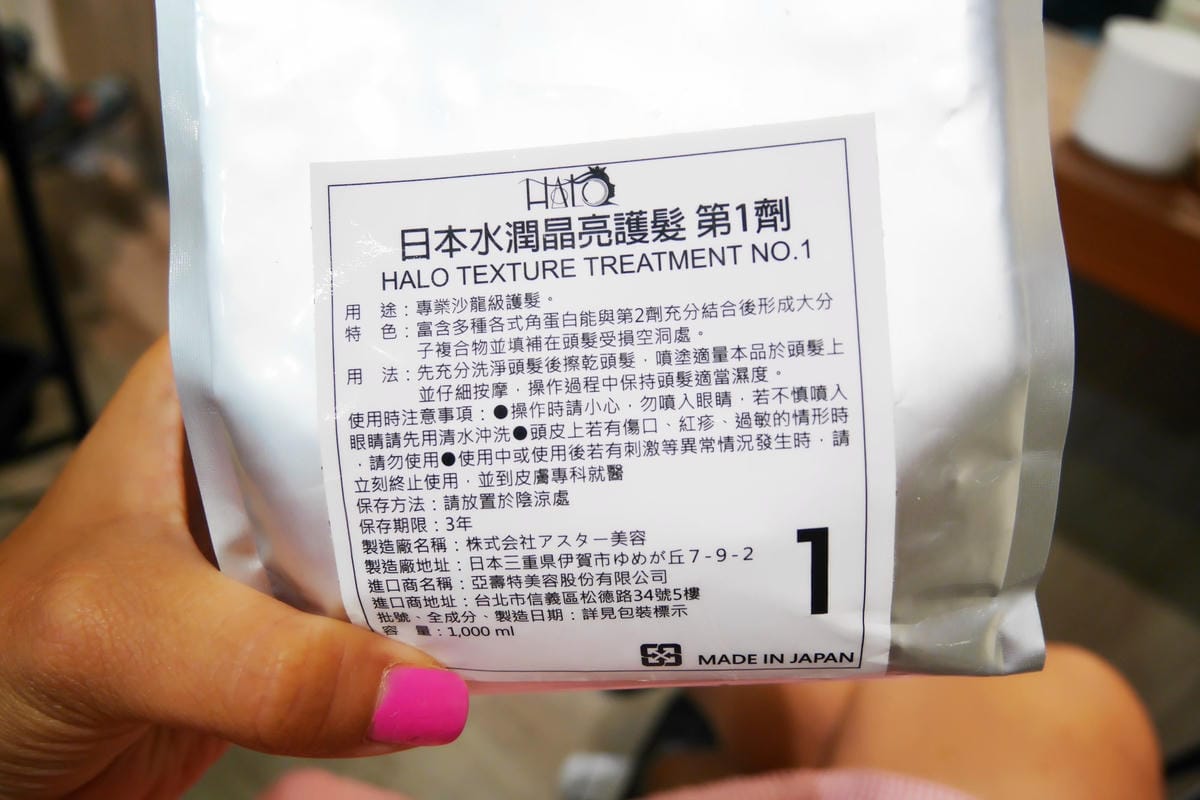 HALO
日本水潤晶亮護髮 第1劑
HALO TEXTURE TREATMENT NO.1
用 途：專業沙龍級護髮。
特 色：富含多種各式角蛋白能與第2劑充分結合後形成大分
子複合物並填補在頭髮受損空洞處。
用 法：先充分洗淨頭髮後擦乾頭髮，噴塗適量本品於頭髮上
並仔細按摩，操作過程中保持頭髮適當濕度。
使用時注意事項：●操作時請小心，勿噴入眼睛，若不慎噴入
眼睛請先用清水沖洗●頭皮上若有傷口、紅疹、過敏的情形時
，請勿使用●使用中或使用後若有刺激等異常情況發生時，請
立刻終止使用，並到皮膚專科就醫
保存方法：請放置於陰涼處
保存期限：3年
製造廠名稱：株式会社アスター美容
製造廠地址：日本三重県伊賀市ゆめが丘7-9-2
進口商名稱：亞壽特美容股份有限公司
進口商地址：台北市信義區松德路34號5樓
批號、全成分、製造日期：詳見包裝標示
容 量：1,000 ml
1
MADE IN JAPAN